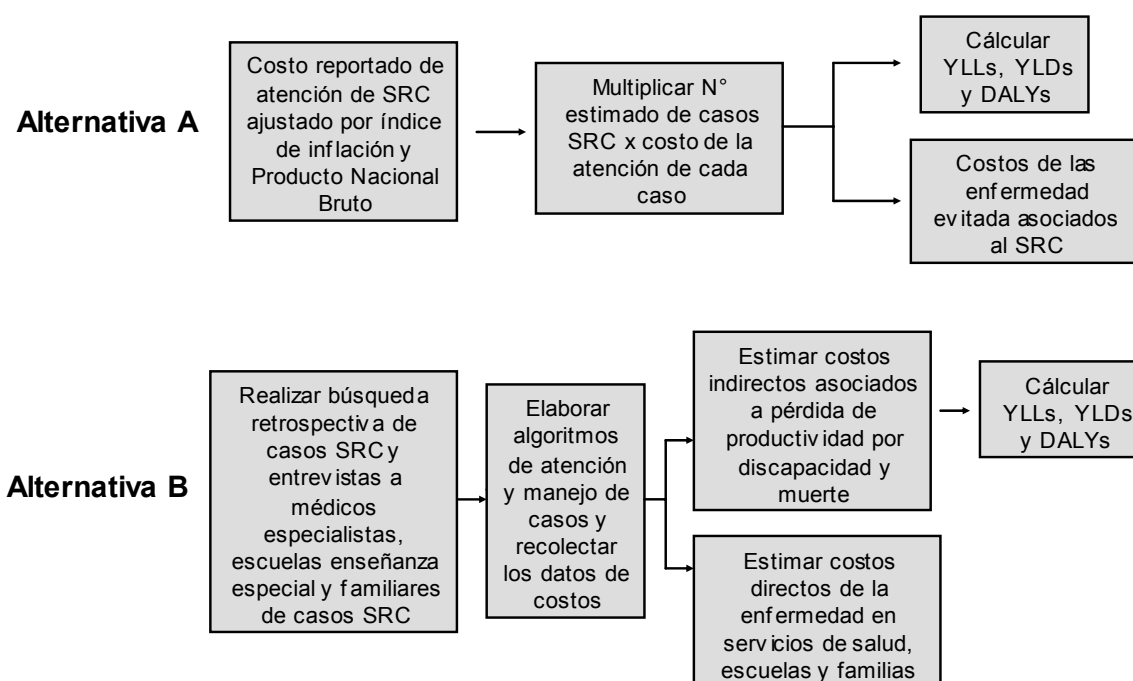 Alternativa A
Costo reportado de
atención de SRC
ajustado por índice
de inflación y
Producto Nacional
Bruto
Multiplicar N°
estimado de casos
SRC x costo de la
atención de cada
caso
Cálcular
YLLs, YLDs
y DALYs
Costos de las
enfermedad
evitada asociados
al SRC
Alternativa B
Realizar búsqueda
retrospectiva de
casos SRC y
entrevistas a
médicos
especialistas,
escuelas enseñanza
especial y familiares
de casos SRC
Elaborar
algoritmos
de atención
y manejo de
casos y
recolectar
los datos de
costos
Estimar costos
indirectos asociados
a pérdida de
productividad por
discapacidad y
muerte
Cálcular
YLLs, YLDs
y DALYs
Estimar costos
directos de la
enfermedad en
servicios de salud,
escuelas y familias